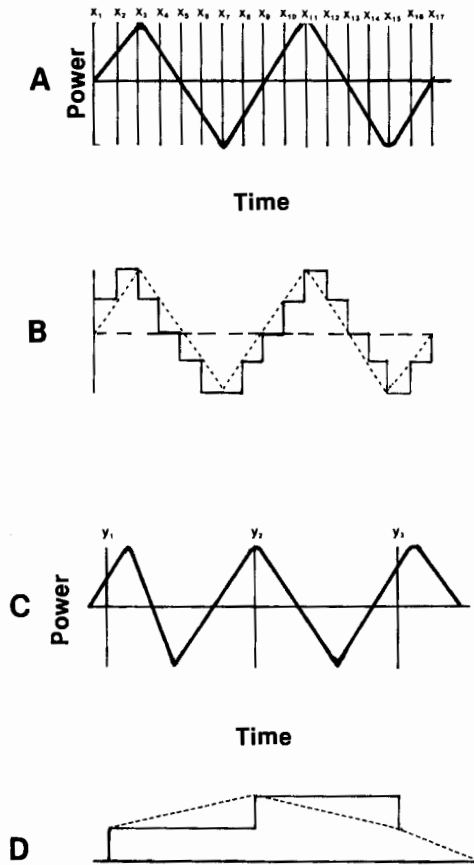 X₁ X₂ X₃ X₄ X₅ X₆ X₇ X₈ X₉ X₁₀ X₁₁ X₁₂ X₁₃ X₁₄ X₁₅ X₁₆ X₁₇
A
Power
Time
B
y₁ y₂ y₃
C
Power
Time
D